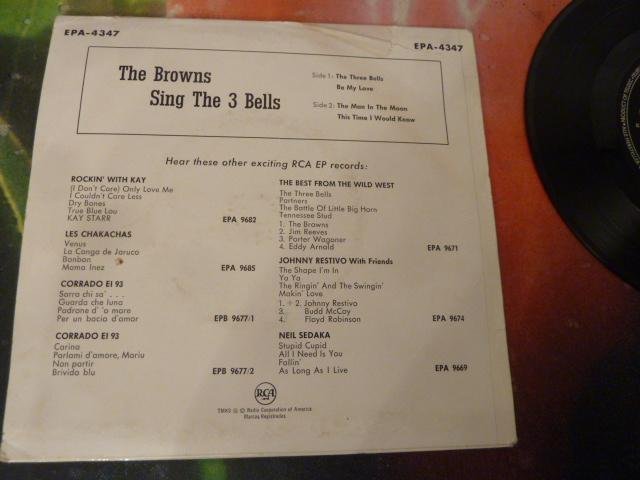 EPA-4347
EPA-4347
The Browns
Sing The 3 Bells
Side 1: The Three Bells
Be My Love
Side 2: The Man In The Moon
This Time I Would Know
Hear these other exciting RCA EP records:
ROCKIN' WITH KAY
(I Don't Care) Only Love Me
I Couldn't Care Less
Dry Bones
True Blue Lou
KAY STARR
EPA 9682
LES CHAKACHAS
Venus
La Canga de Jaruco
Bonbon
Mama Inez
EPA 9685
CORRADO EI 93
Sarra chi sa' . . .
Guarda che luna
Padrone d' 'o mare
Per un bacio d'amor
EPB 9677/1
CORRADO EI 93
Carina
Parlami d'amore, Mariu
Non partir
Brivido blu
EPB 9677/2
THE BEST FROM THE WILD WEST
The Three Bells
Partners
The Battle Of Little Big Horn
Tennessee Stud
1. The Browns
2. Jim Reeves
3. Porter Wagoner
4. Eddy Arnold
EPA 9671
JOHNNY RESTIVO With Friends
The Shape I'm In
Ya Ya
The Ringin' And The Swingin'
Makin' Love
1. + 2. Johnny Restivo
3. Budd McCoy
4. Floyd Robinson
EPA 9674
NEIL SEDAKA
Stupid Cupid
All I Need Is You
Fallin'
As Long As I Live
EPA 9669
RCA
TMKS ® © Radio Corporation of America
Marcas Registradas